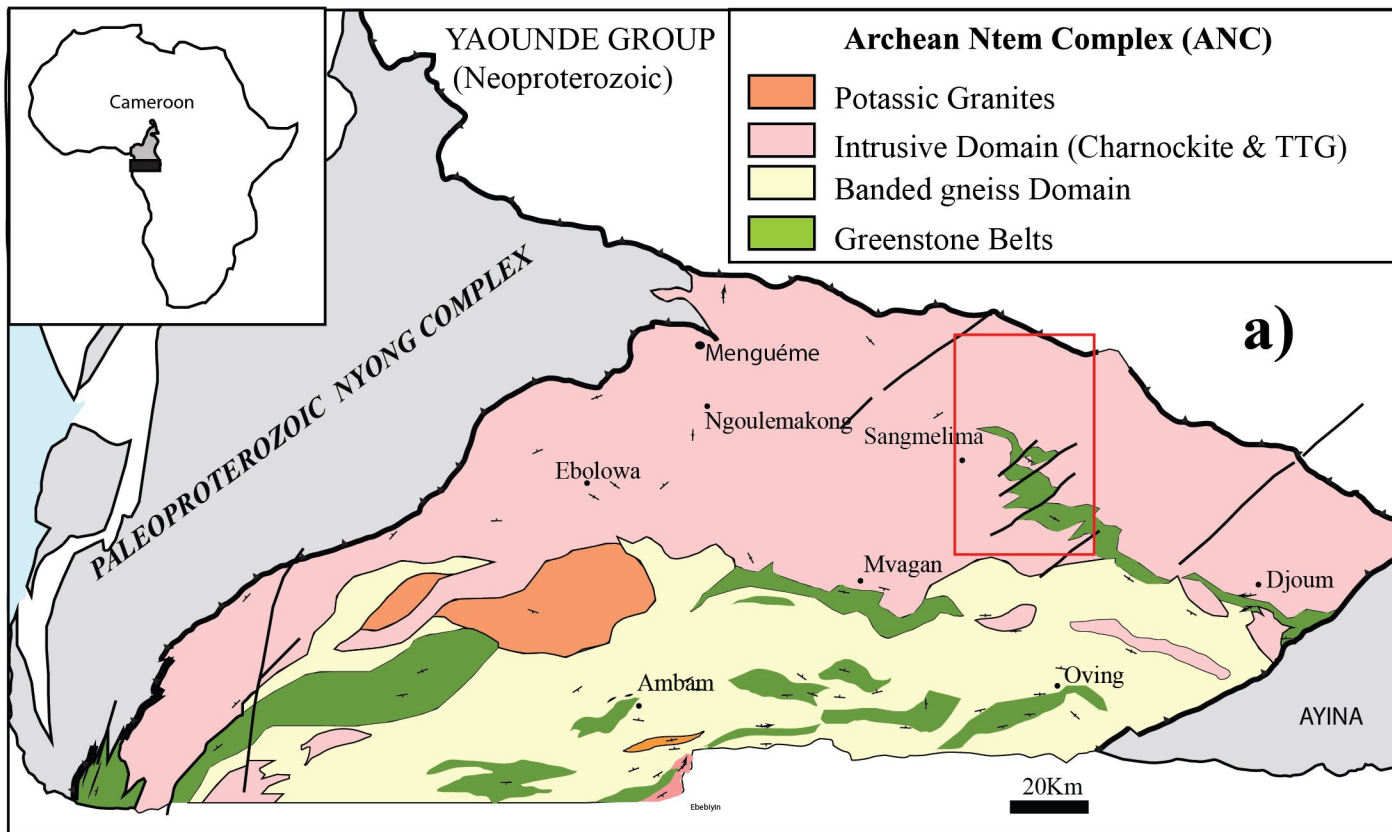 YAOUNDE GROUP
(Neoproterozoic)
Cameroon
Archean Ntem Complex (ANC)
Potassic Granites
Intrusive Domain (Charnockite & TTG)
Banded gneiss Domain
Greenstone Belts
PALEOPROTEROZOIC NYONG COMPLEX
a)
Menguéme
Ngoulemakong
Sangmelima
Ebolowa
Mvagan
Djoum
Ambam
Oving
AYINA
20Km
Ebebiyin